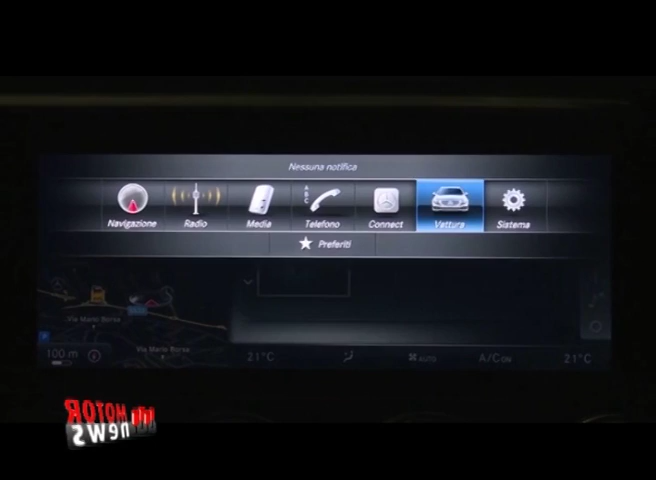 Nessuna notifica
Navigazione Radio Media ABC Telefono Connect Vettura Sistema
Preferiti
Via Mario Borsa
Via Mario Borsa
100 m 21°C AUTO A/C ON 21°C
MOTOR
news